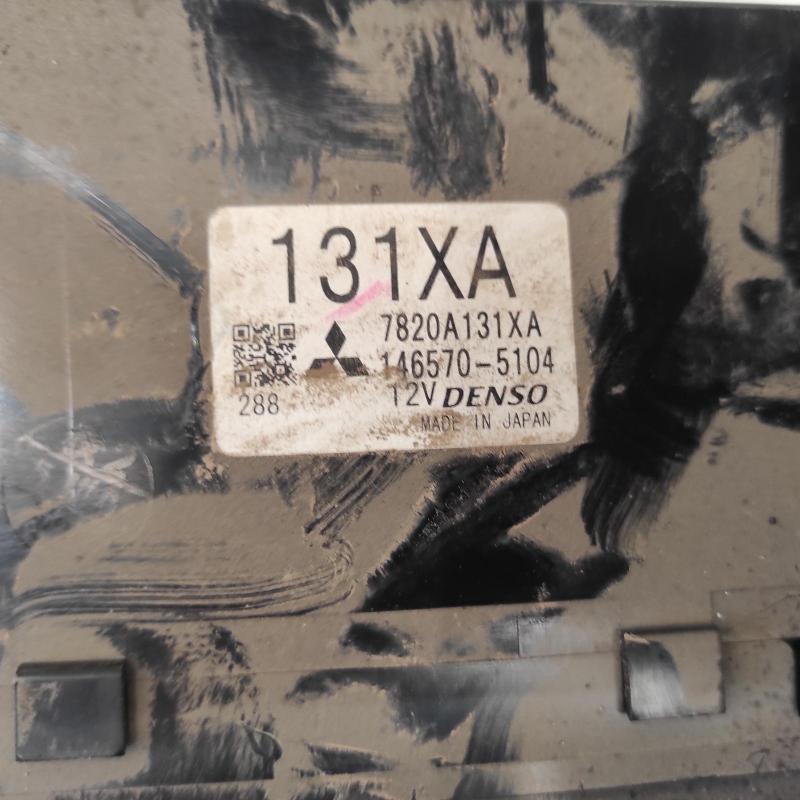 131XA
7820A131XA
146570-5104
288
12V DENSO
MADE IN JAPAN